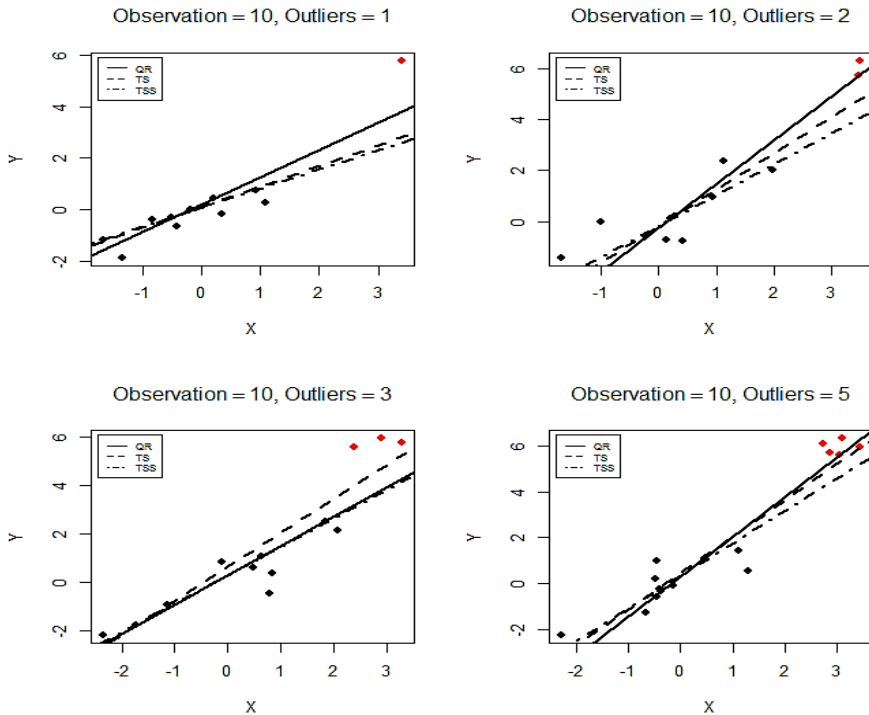 Observation = 10, Outliers = 1
QR
TS
TSS
Y
6
4
2
0
-2
-1 0 1 2 3
X
Observation = 10, Outliers = 2
QR
TS
TSS
Y
6
4
2
0
-1 0 1 2 3
X
Observation = 10, Outliers = 3
QR
TS
TSS
Y
6
4
2
0
-2
-2 -1 0 1 2 3
X
Observation = 10, Outliers = 5
QR
TS
TSS
Y
6
4
2
0
-2
-2 -1 0 1 2 3
X